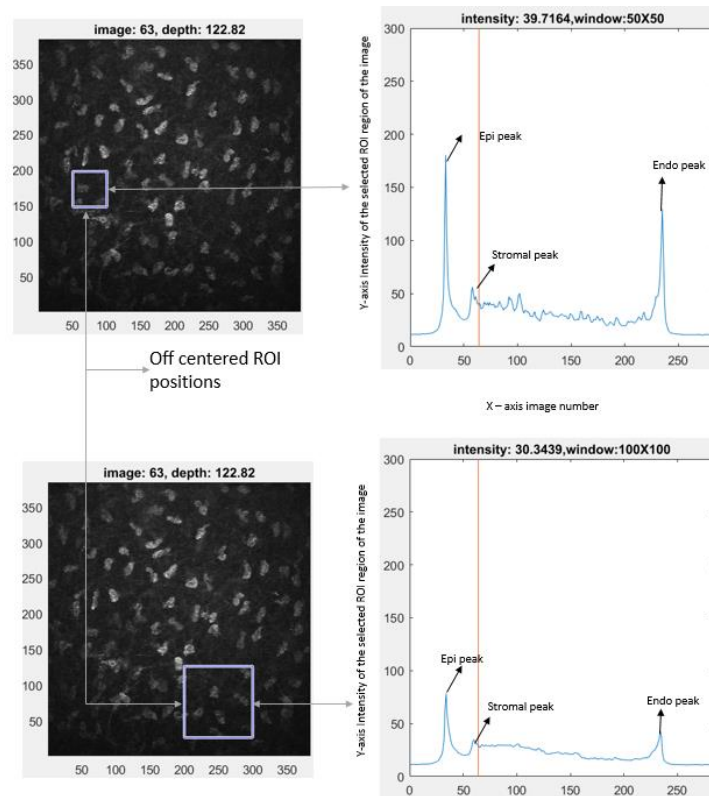 image: 63, depth: 122.82
350
300
250
200
150
100
50
50 100 150 200 250 300 350
intensity: 39.7164,window:50X50
Y-axis Intensity of the selected ROI region of the image
300
250
200
150
100
50
0
0 50 100 150 200 250
Epi peak
Stromal peak
Endo peak
Off centered ROI
positions
X – axis image number
image: 63, depth: 122.82
350
300
250
200
150
100
50
50 100 150 200 250 300 350
intensity: 30.3439,window:100X100
Y-axis Intensity of the selected ROI region of the image
300
250
200
150
100
50
0
0 50 100 150 200 250
Epi peak
Stromal peak
Endo peak